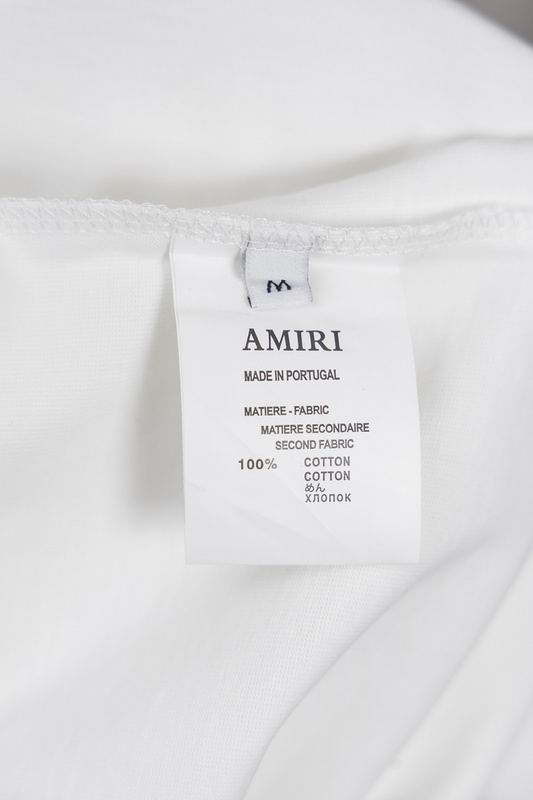 M
AMIRI
MADE IN PORTUGAL
MATIERE - FABRIC
MATIERE SECONDAIRE
SECOND FABRIC
100% COTTON
COTTON
めん
ХЛОПОК